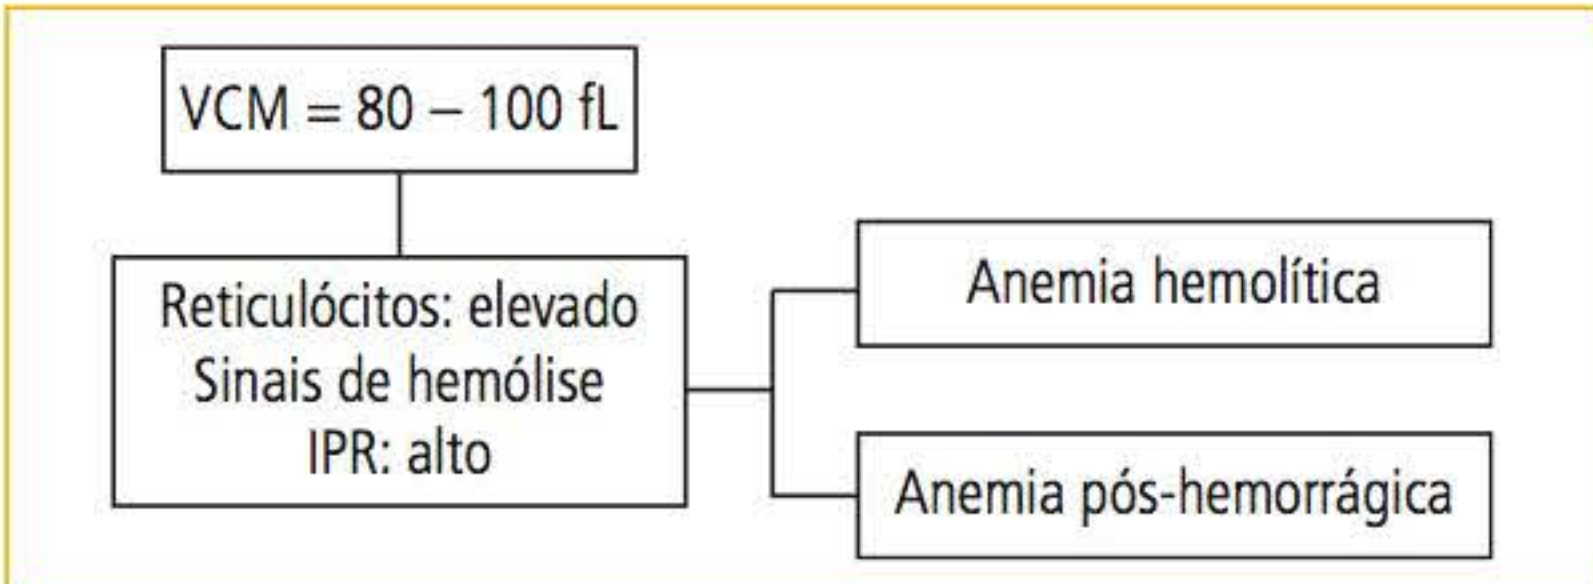 VCM = 80 – 100 fL
Reticulócitos: elevado
Sinais de hemólise
IPR: alto
Anemia hemolítica
Anemia pós-hemorrágica